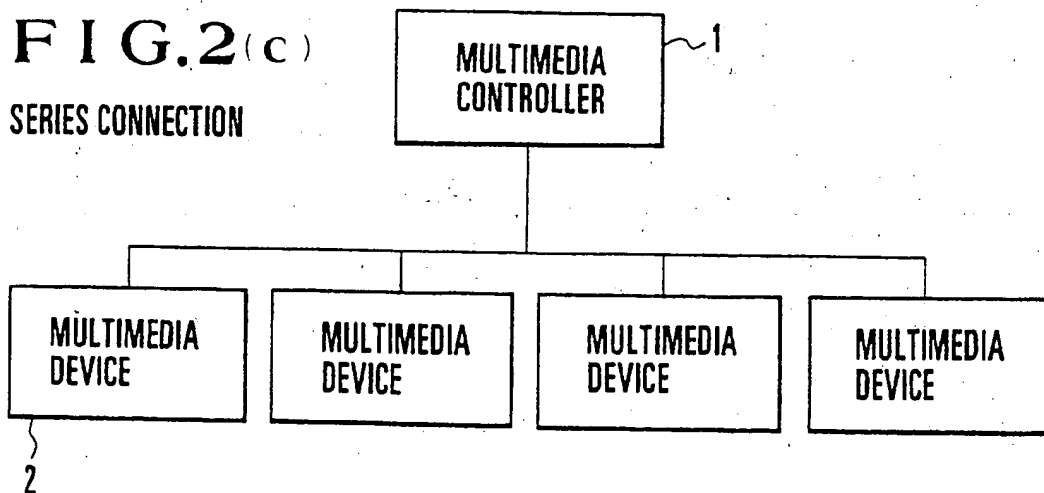 FIG.2(c)
SERIES CONNECTION
MULTIMEDIA
CONTROLLER
1
MULTIMEDIA
DEVICE
MULTIMEDIA
DEVICE
MULTIMEDIA
DEVICE
MULTIMEDIA
DEVICE
2